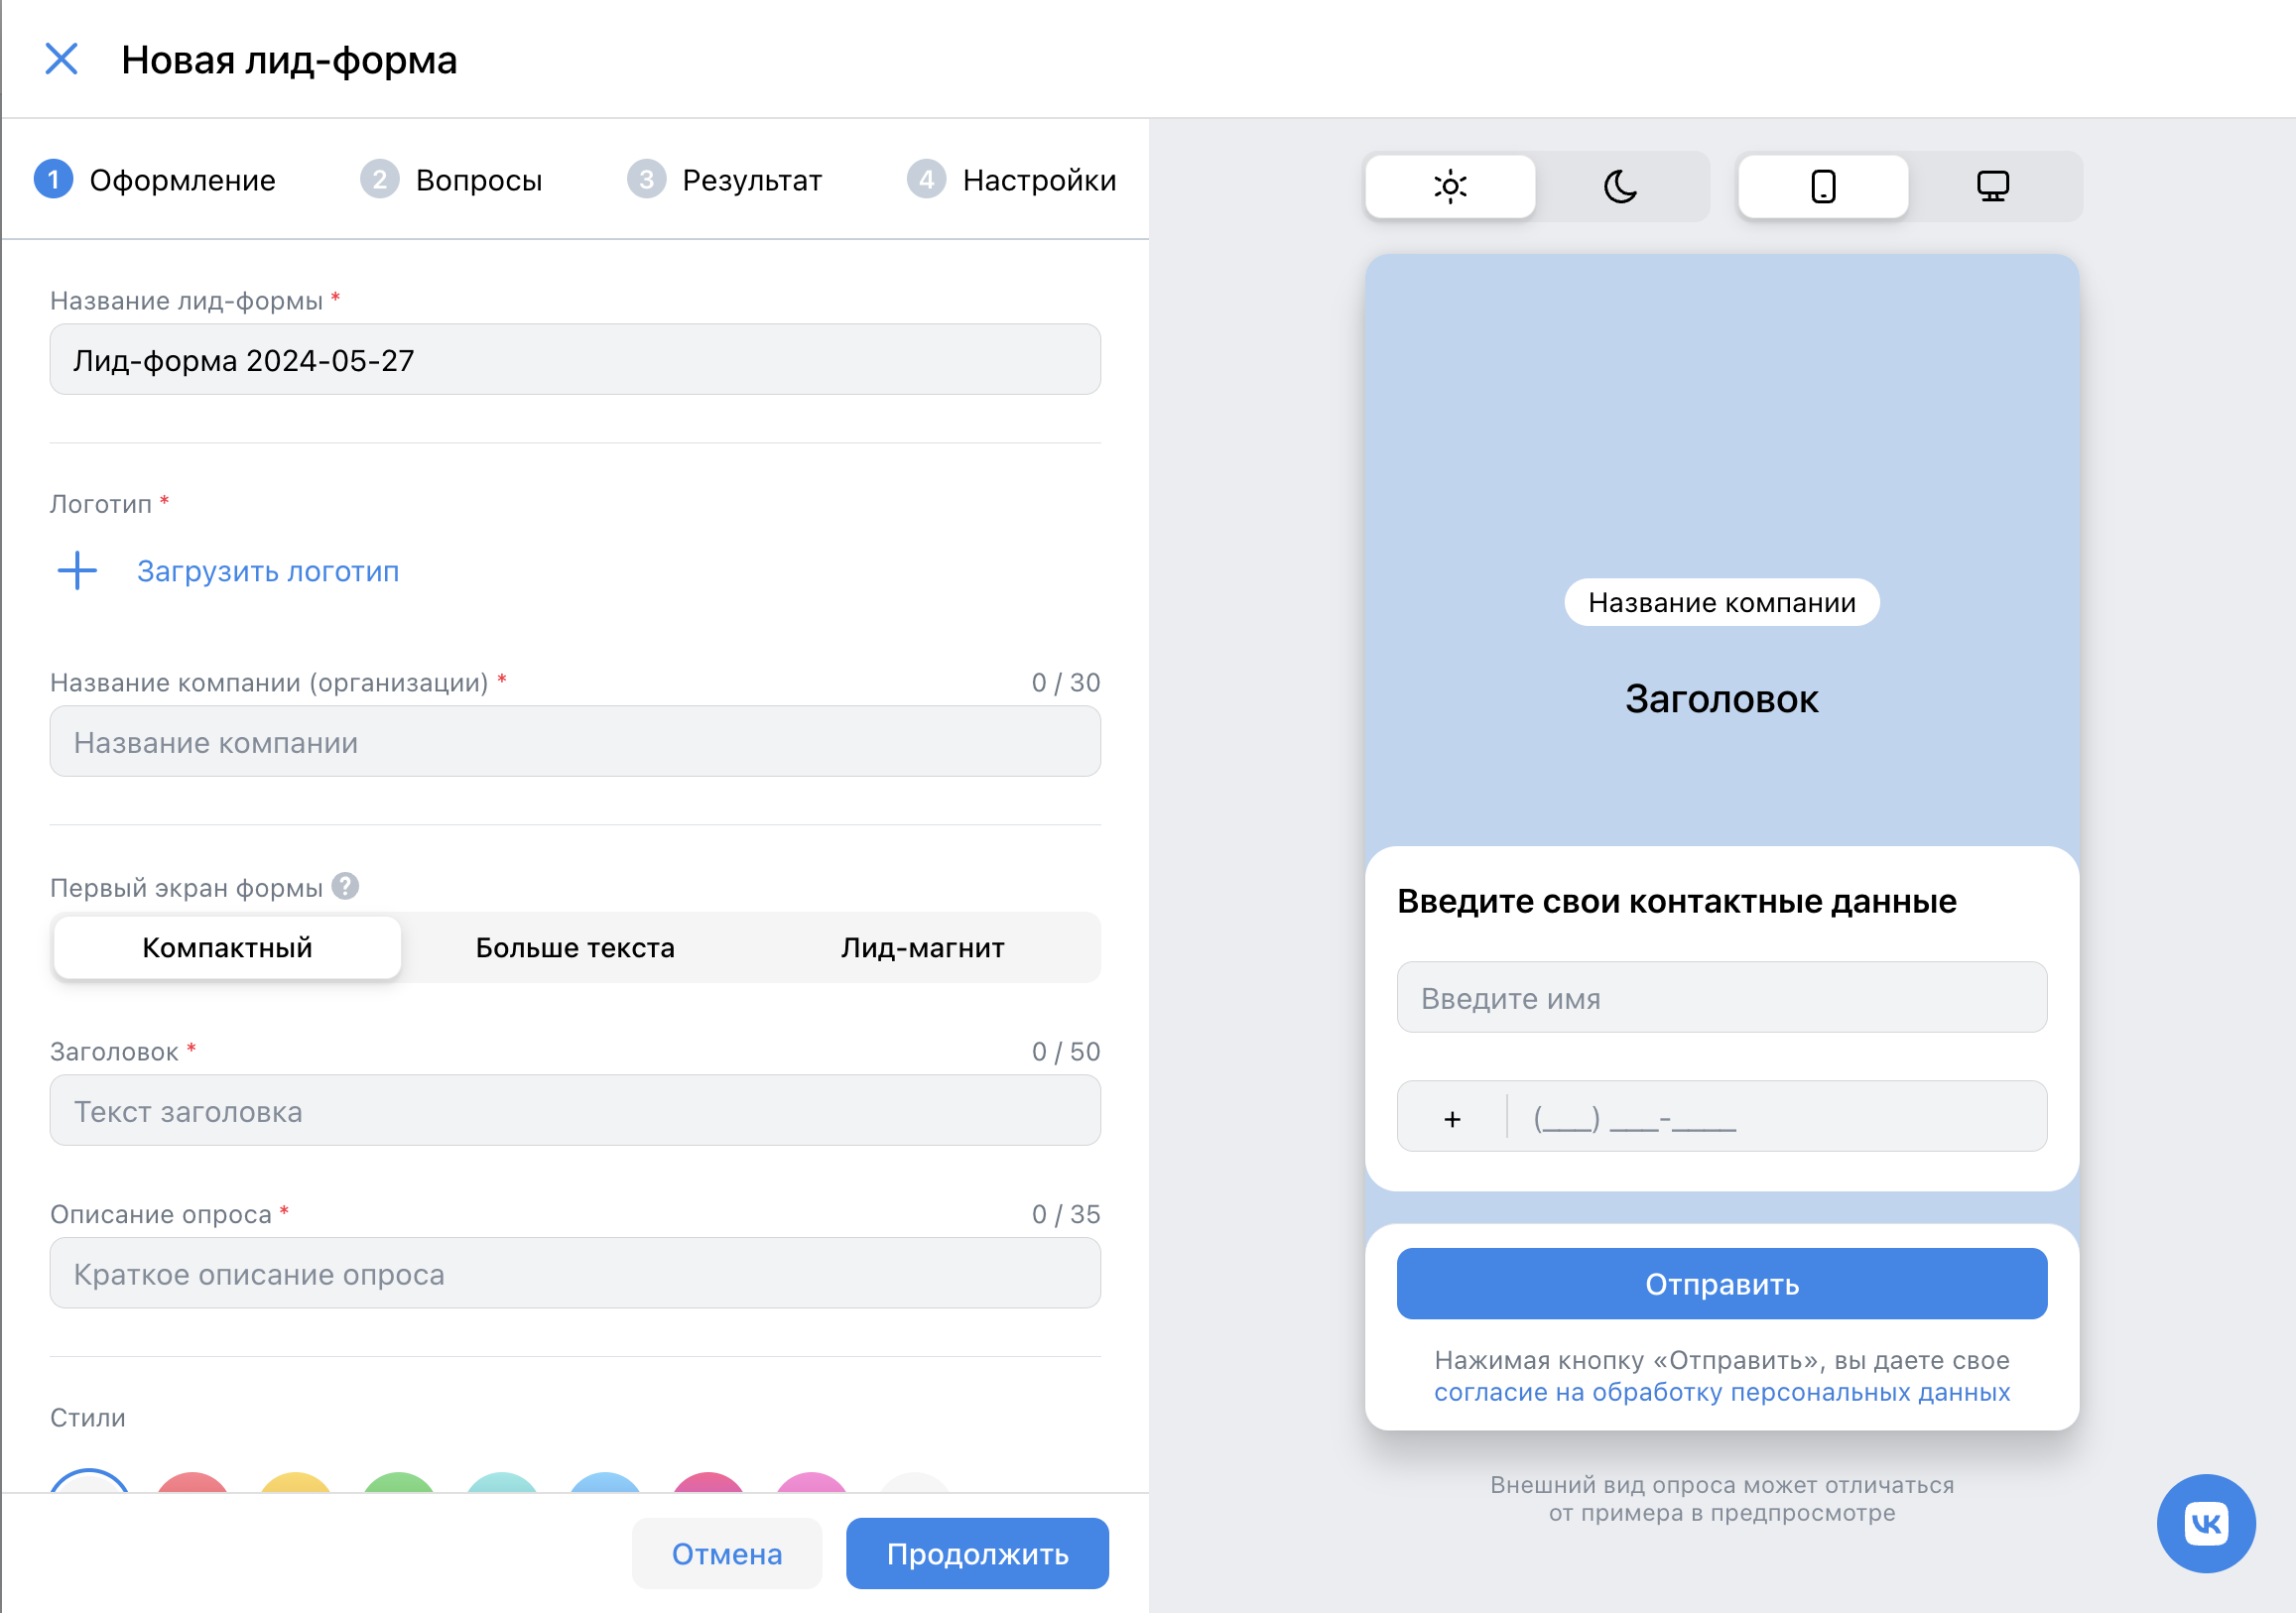 Новая лид-форма
1 Оформление
2 Вопросы
3 Результат
4 Настройки
Название лид-формы *
Лид-форма 2024-05-27
Логотип *
Загрузить логотип
Название компании (организации) *
0 / 30
Название компании
Первый экран формы ?
Компактный
Больше текста
Лид-магнит
Заголовок *
0 / 50
Текст заголовка
Описание опроса *
0 / 35
Краткое описание опроса
Стили
Отмена
Продолжить
Название компании
Заголовок
Введите свои контактные данные
Введите имя
+ (___) ___-____
Отправить
Нажимая кнопку «Отправить», вы даете свое
согласие на обработку персональных данных
Внешний вид опроса может отличаться
от примера в предпросмотре
VK